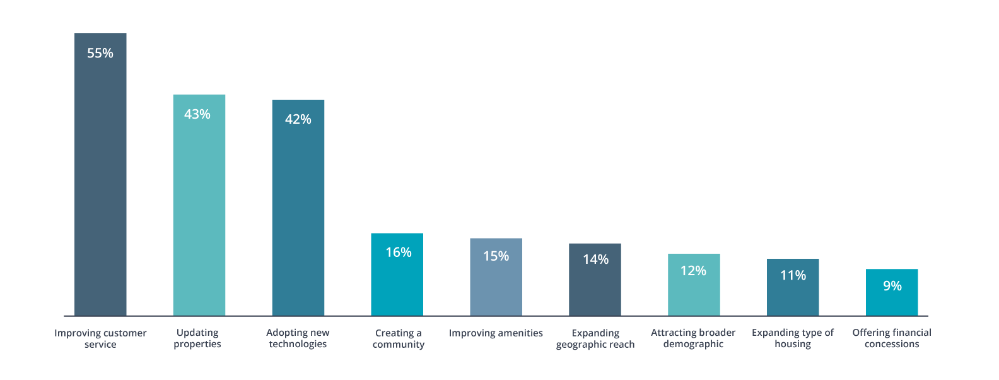 55%
43%
42%
16%
15%
14%
12%
11%
9%
Improving customer
service
Updating
properties
Adopting new
technologies
Creating a
community
Improving amenities
Expanding
geographic reach
Attracting broader
demographic
Expanding type of
housing
Offering financial
concessions